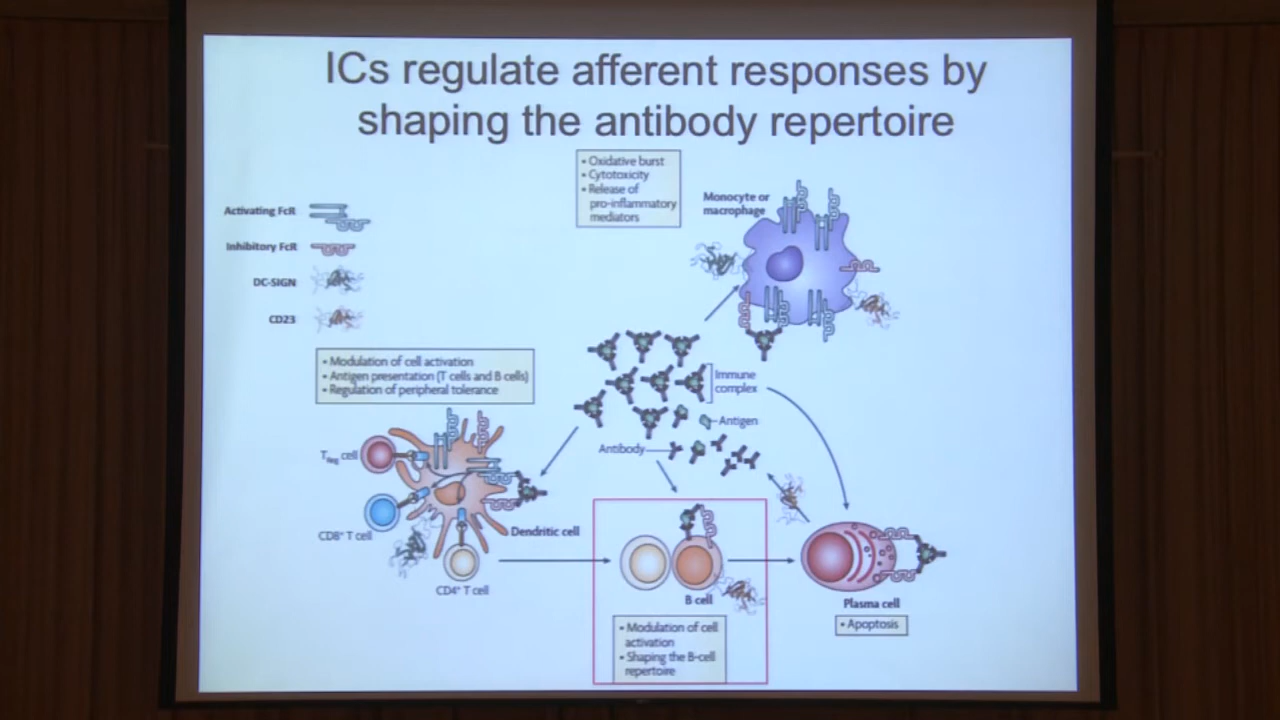 ICs regulate afferent responses by
shaping the antibody repertoire
• Oxidative burst
• Cytotoxicity
• Release of
pro-inflammatory
mediators
Monocyte or
macrophage
Activating FcR
Inhibitory FcR
DC-SIGN
CD23
• Modulation of cell activation
• Antigen presentation (T cells and B cells)
• Regulation of peripheral tolerance
Immune
complex
Antigen
Antibody
TReg cell
CD8+ T cell
Dendritic cell
CD4+ T cell
B cell
• Modulation of cell
activation
• Shaping the B-cell
repertoire
Plasma cell
• Apoptosis